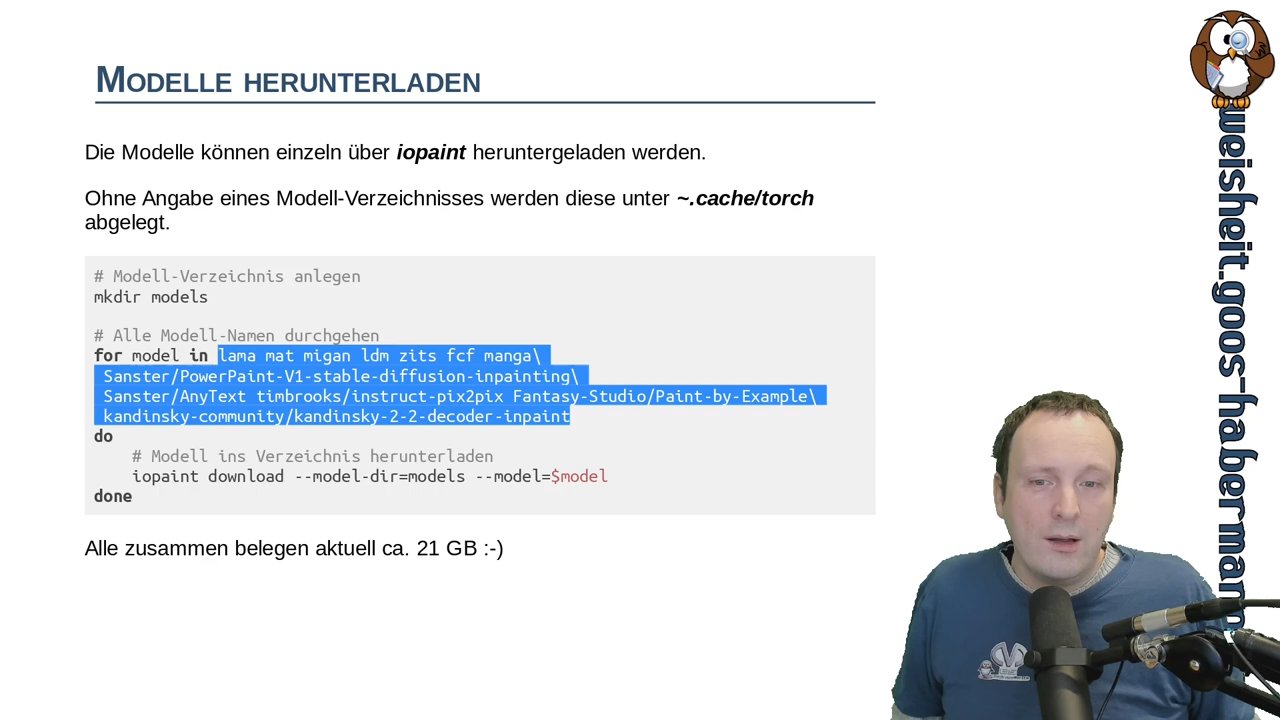 Modelle herunterladen
Die Modelle können einzeln über iopaint heruntergeladen werden.
Ohne Angabe eines Modell-Verzeichnisses werden diese unter ~.cache/torch
abgelegt.
# Modell-Verzeichnis anlegen
mkdir models
# Alle Modell-Namen durchgehen
for model in lama mat migan ldm zits fcf manga\
Sanster/PowerPaint-V1-stable-diffusion-inpainting\
Sanster/AnyText timbrooks/instruct-pix2pix Fantasy-Studio/Paint-by-Example\
kandinsky-community/kandinsky-2-2-decoder-inpaint
do
# Modell ins Verzeichnis herunterladen
iopaint download --model-dir=models --model=$model
done
Alle zusammen belegen aktuell ca. 21 GB :-)
weisheit.goos-habermann